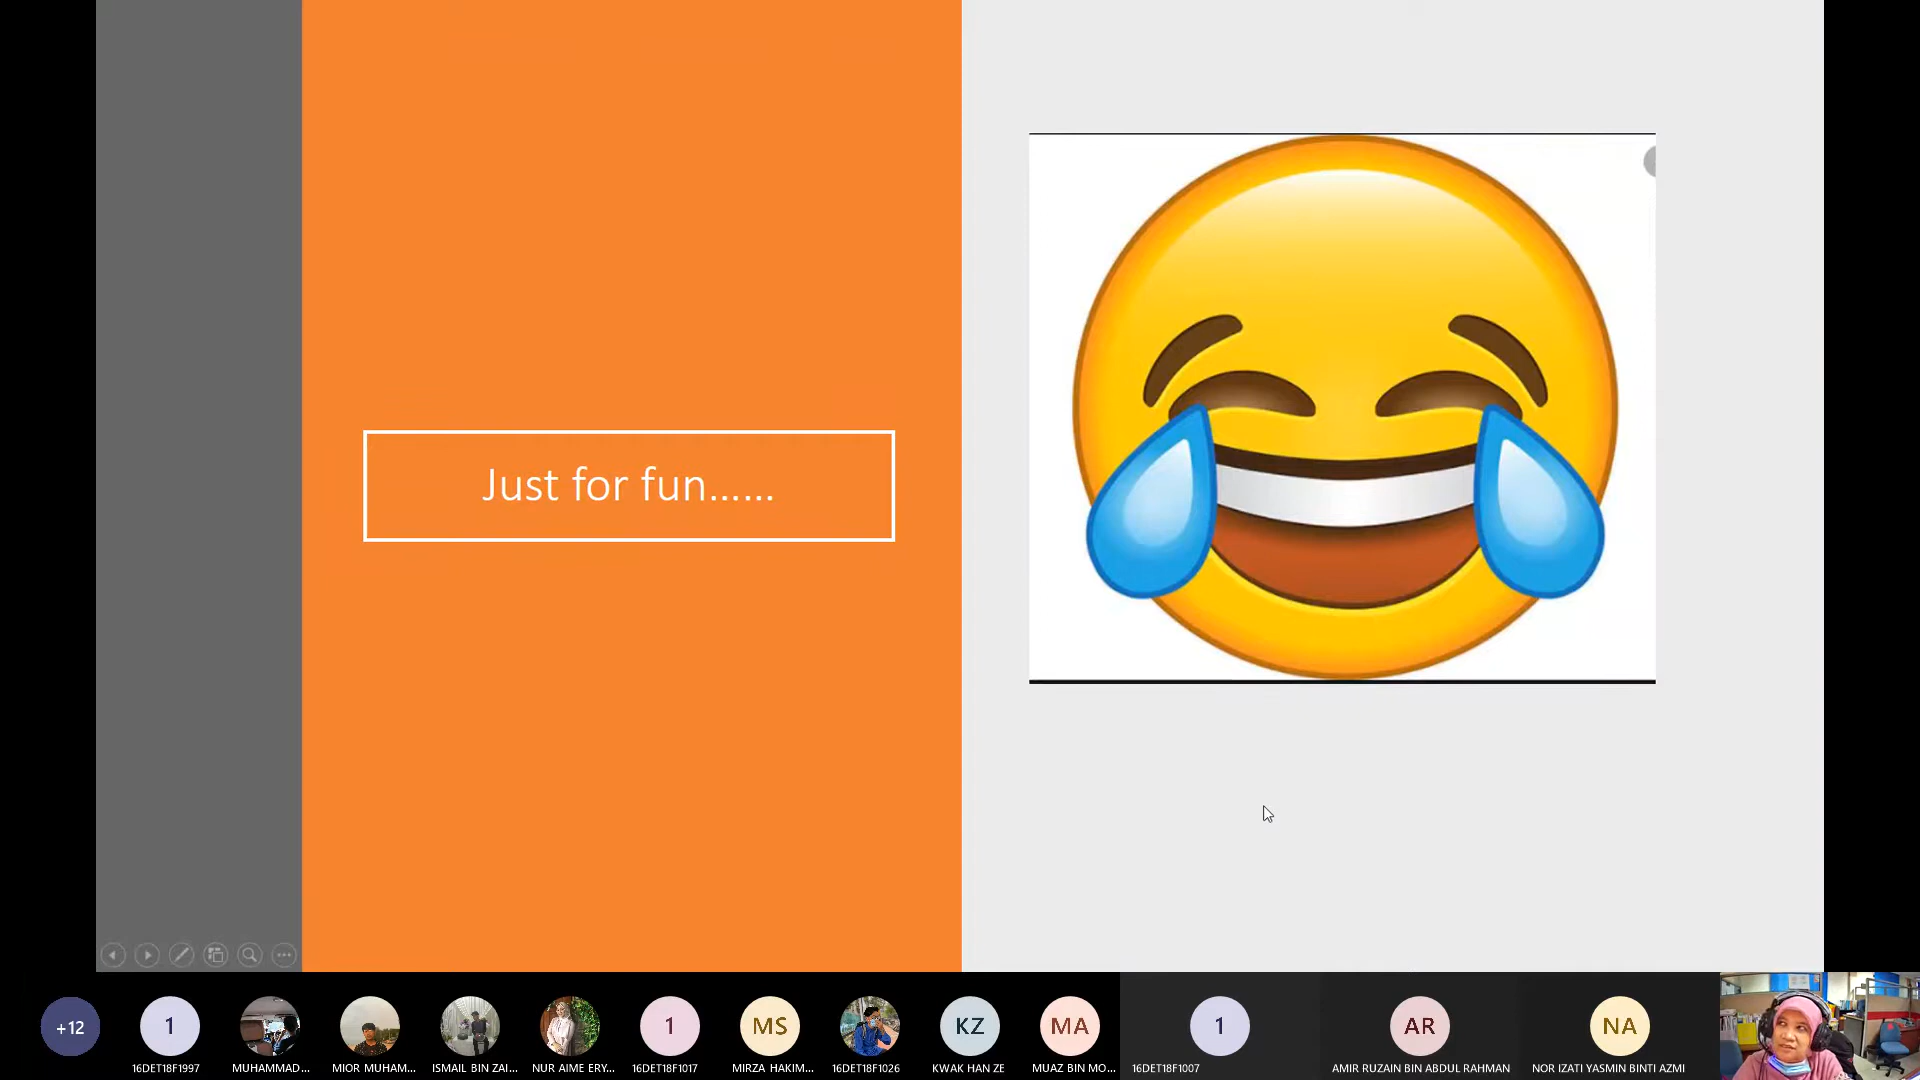 Just for fun......
+12
1
1
MS
KZ
MA
1
AR
NA
16DET18F1997
MUHAMMAD...
MIOR MUHAM...
ISMAIL BIN ZAI...
NUR AIME ERY...
16DET18F1017
MIRZA HAKIM...
16DET18F1026
KWAK HAN ZE
MUAZ BIN MO...
16DET18F1007
AMIR RUZAIN BIN ABDUL RAHMAN
NOR IZATI YASMIN BINTI AZMI